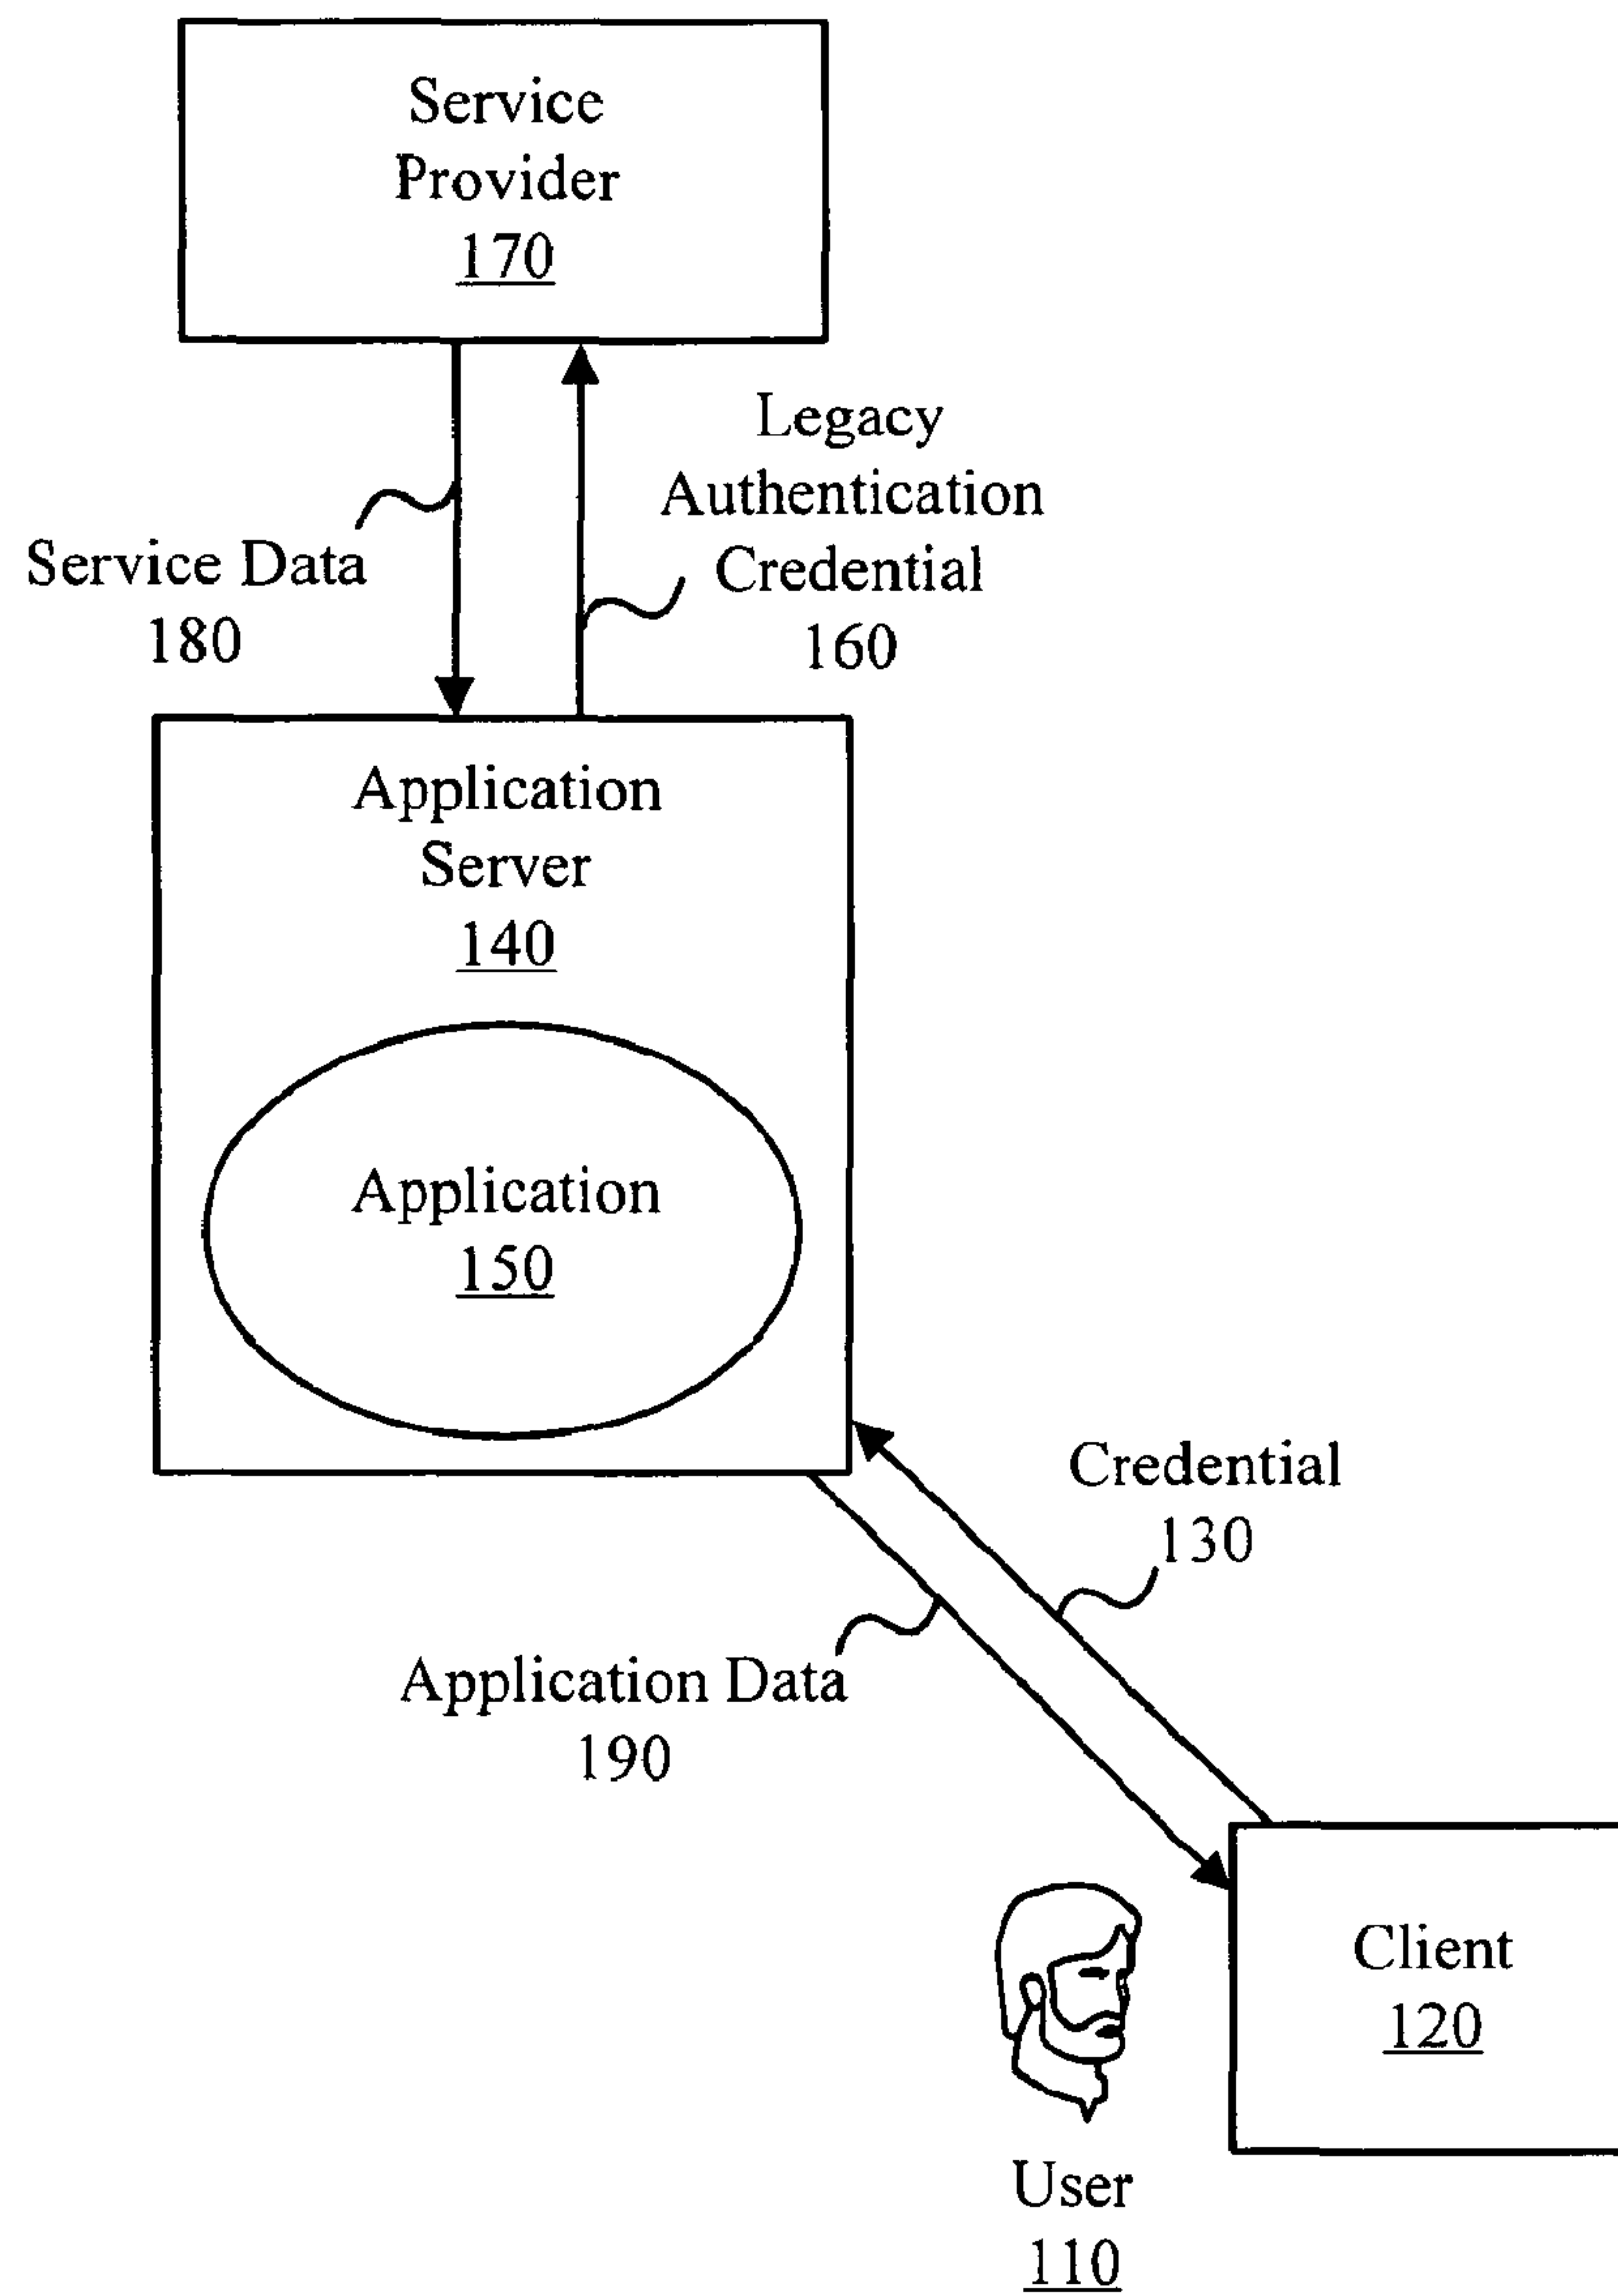 Service
Provider
170
Legacy
Authentication
Credential
160
Service Data
180
Application
Server
140
Application
150
Credential
130
Application Data
190
Client
120
User
110